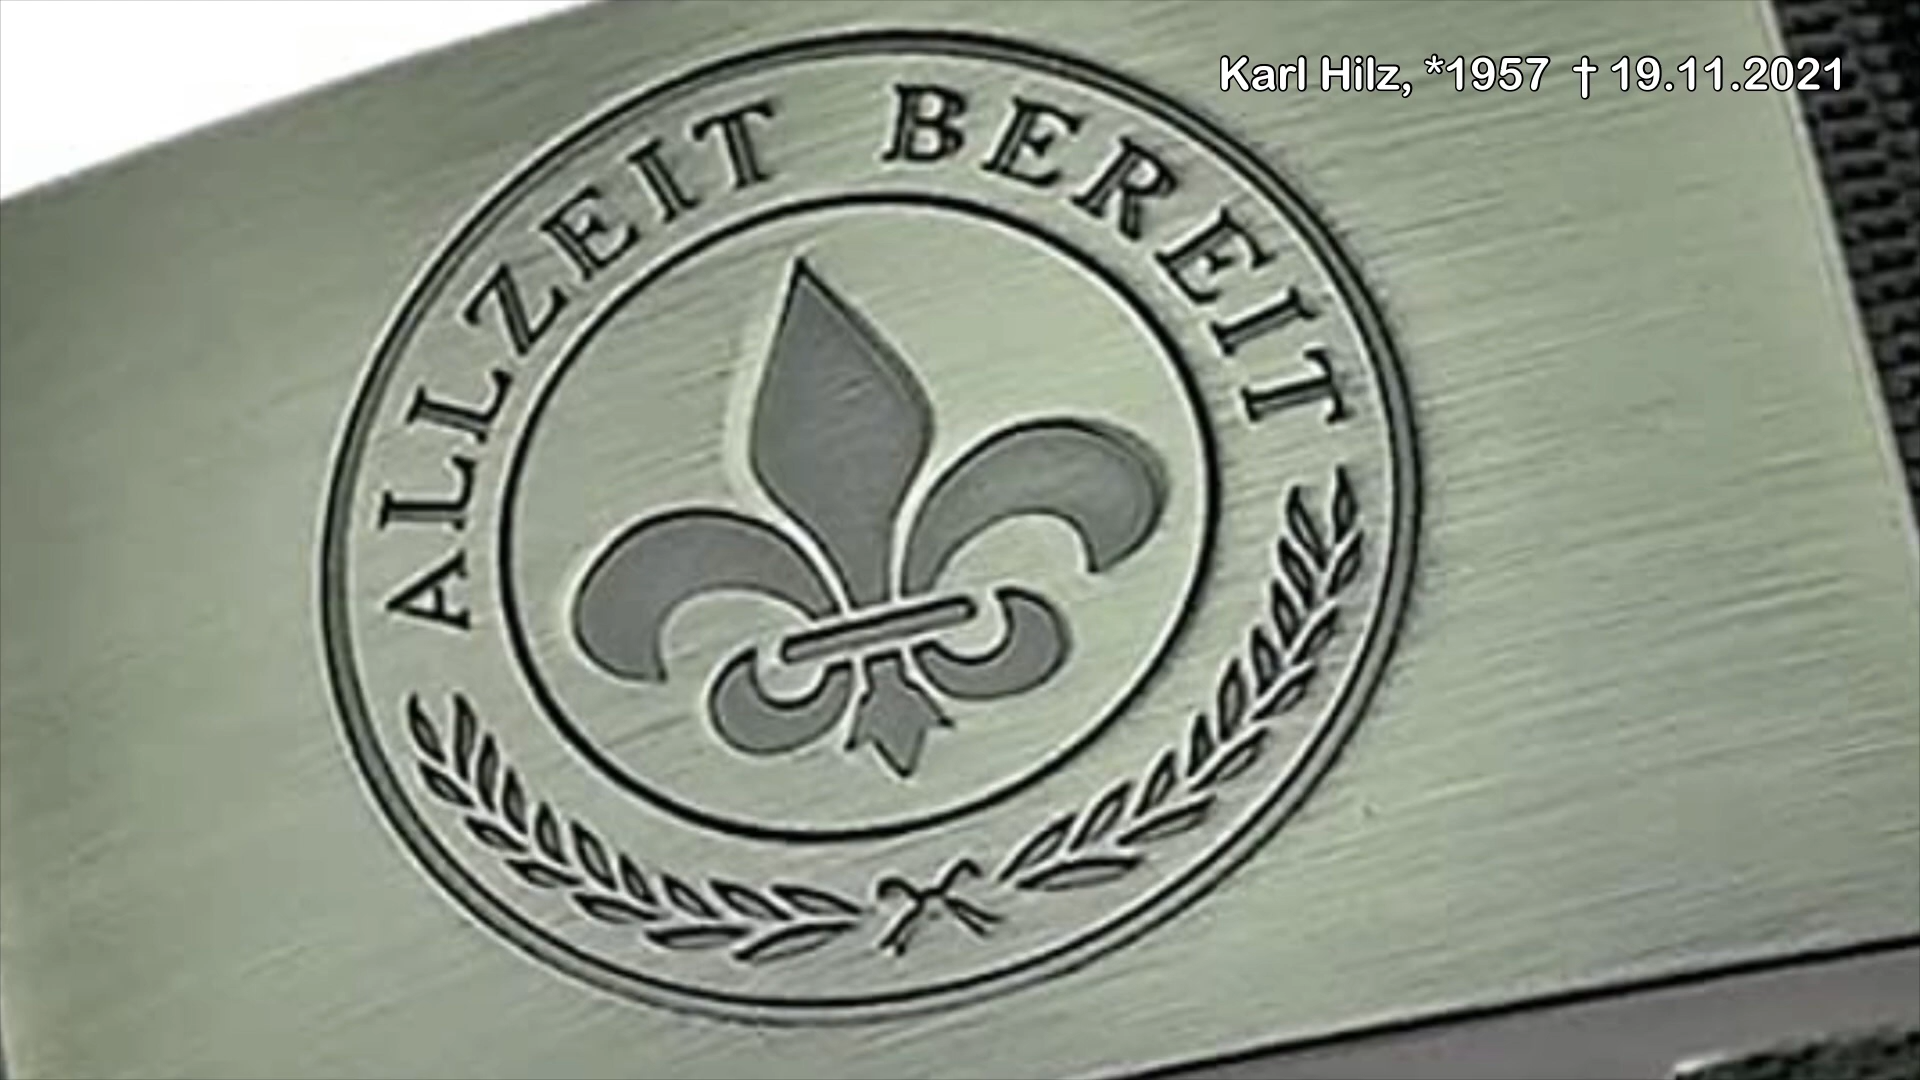 Karl Hilz, *1957 † 19.11.2021
ALLZEIT BEREIT